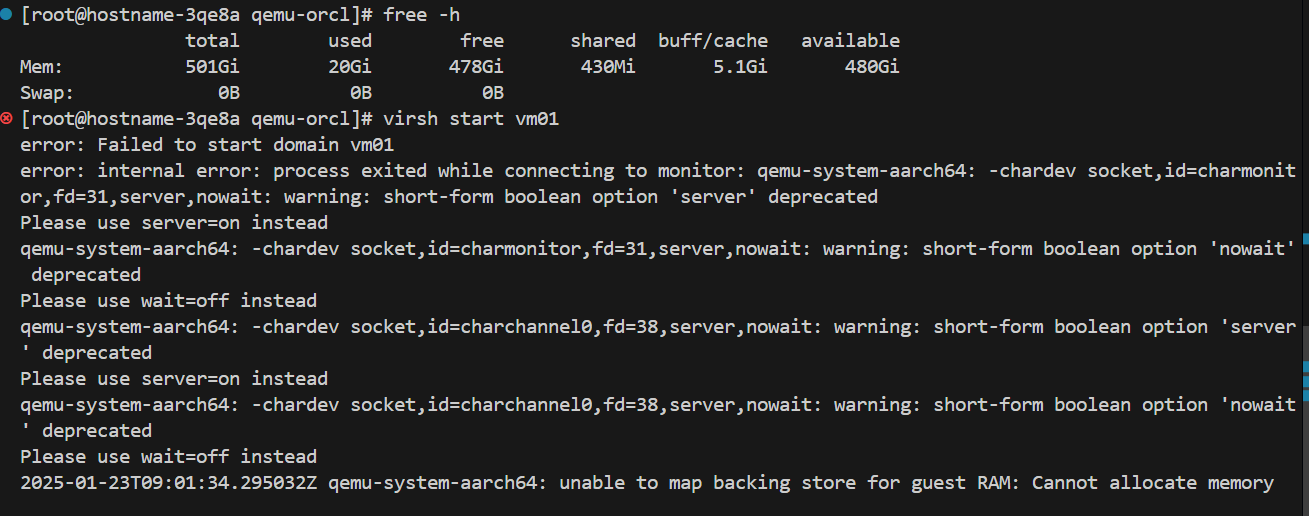 [root@hostname-3qe8a qemu-orcl]# free -h
              total        used        free      shared  buff/cache   available
Mem:          501Gi        20Gi       478Gi       430Mi       5.1Gi       480Gi
Swap:            0B          0B          0B
[root@hostname-3qe8a qemu-orcl]# virsh start vm01
error: Failed to start domain vm01
error: internal error: process exited while connecting to monitor: qemu-system-aarch64: -chardev socket,id=charmonit
or,fd=31,server,nowait: warning: short-form boolean option 'server' deprecated
Please use server=on instead
qemu-system-aarch64: -chardev socket,id=charmonitor,fd=31,server,nowait: warning: short-form boolean option 'nowait'
 deprecated
Please use wait=off instead
qemu-system-aarch64: -chardev socket,id=charchannel0,fd=38,server,nowait: warning: short-form boolean option 'server
' deprecated
Please use server=on instead
qemu-system-aarch64: -chardev socket,id=charchannel0,fd=38,server,nowait: warning: short-form boolean option 'nowait
' deprecated
Please use wait=off instead
2025-01-23T09:01:34.295032Z qemu-system-aarch64: unable to map backing store for guest RAM: Cannot allocate memory